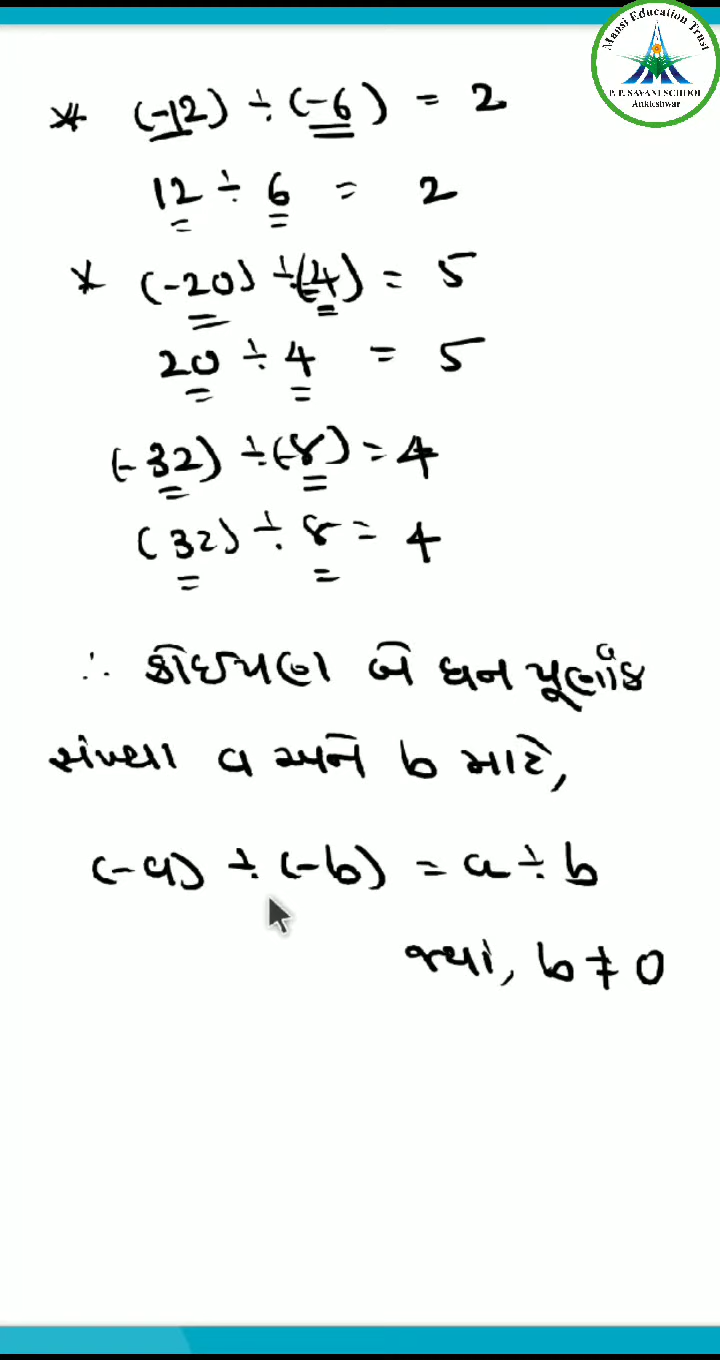 Mansi Education Trust
P. P. SAVANI SCHOOL
Ankleshwar
* (-12) ÷ (-6) = 2
12 ÷ 6 = 2
* (-20) ÷ (-4) = 5
20 ÷ 4 = 5
(-32) ÷ (-8) = 4
(32) ÷ 8 = 4
∴ કોઈપણ બે ધન પૂર્ણાંક
સંખ્યા a અને b માટે,
(-a) ÷ (-b) = a ÷ b
જ્યાં, b ≠ 0